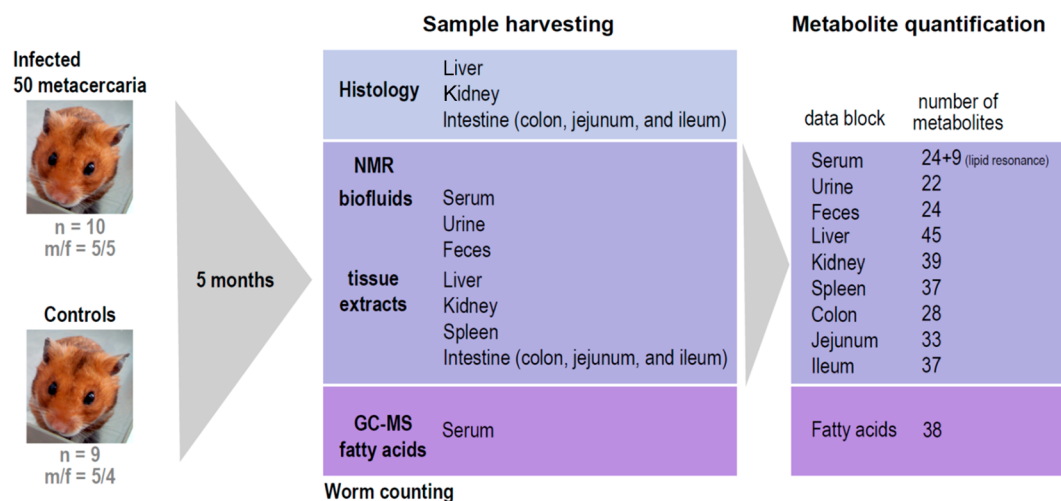 Infected
50 metacercaria
n = 10
m/f = 5/5
Controls
n = 9
m/f = 5/4
5 months
Sample harvesting
Histology
Liver
Kidney
Intestine (colon, jejunum, and ileum)
NMR
biofluids
Serum
Urine
Feces
tissue
extracts
Liver
Kidney
Spleen
Intestine (colon, jejunum, and ileum)
GC-MS
fatty acids
Serum
Worm counting
Metabolite quantification
data block
number of
metabolites
Serum 24+9 (lipid resonance)
Urine 22
Feces 24
Liver 45
Kidney 39
Spleen 37
Colon 28
Jejunum 33
Ileum 37
Fatty acids 38